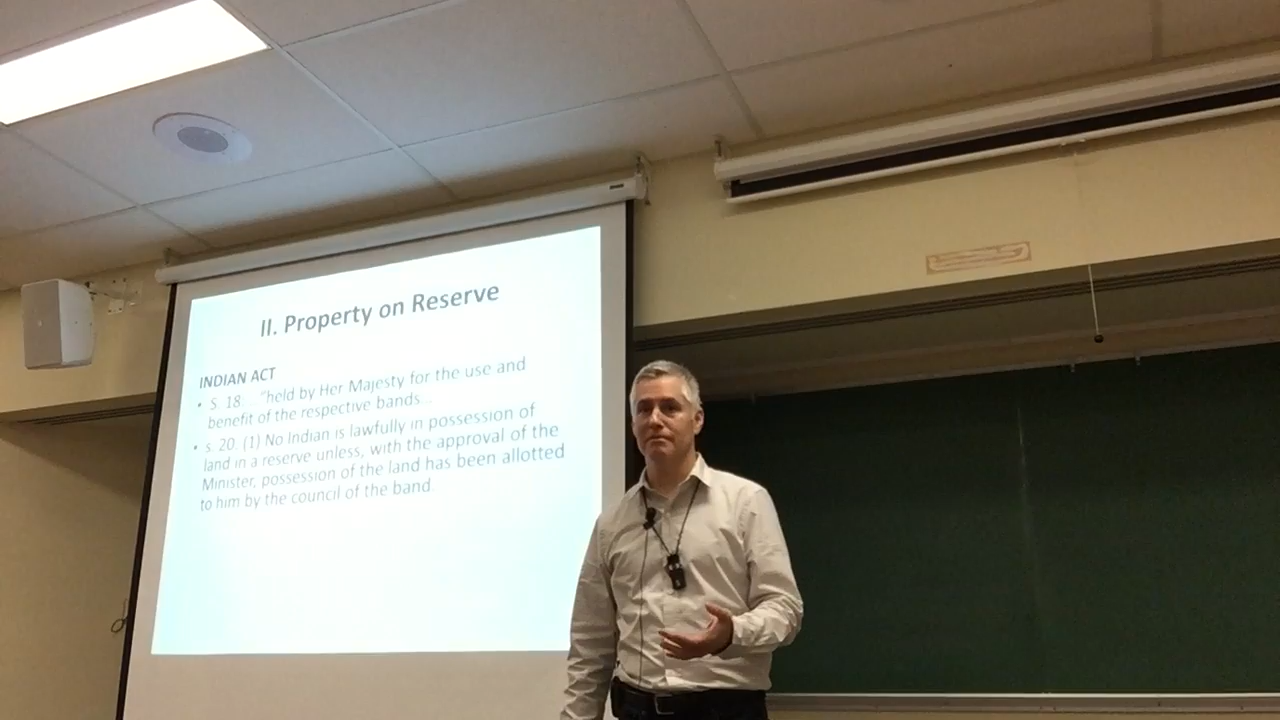 II. Property on Reserve
INDIAN ACT
• S. 18: "held by Her Majesty for the use and
benefit of the respective bands...
• s. 20. (1) No Indian is lawfully in possession of
land in a reserve unless, with the approval of the
Minister, possession of the land has been allotted
to him by the council of the band.